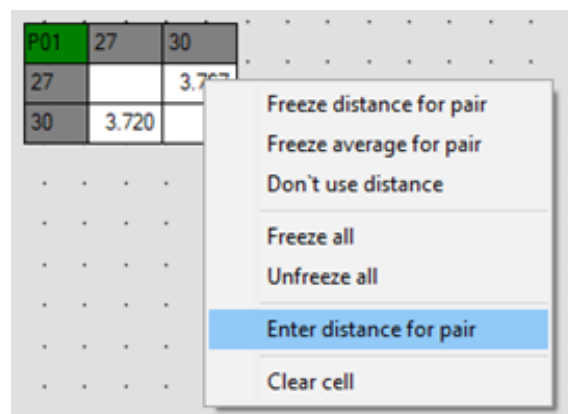 P01 27 30
27
30 3.720
Freeze distance for pair
Freeze average for pair
Don`t use distance
Freeze all
Unfreeze all
Enter distance for pair
Clear cell